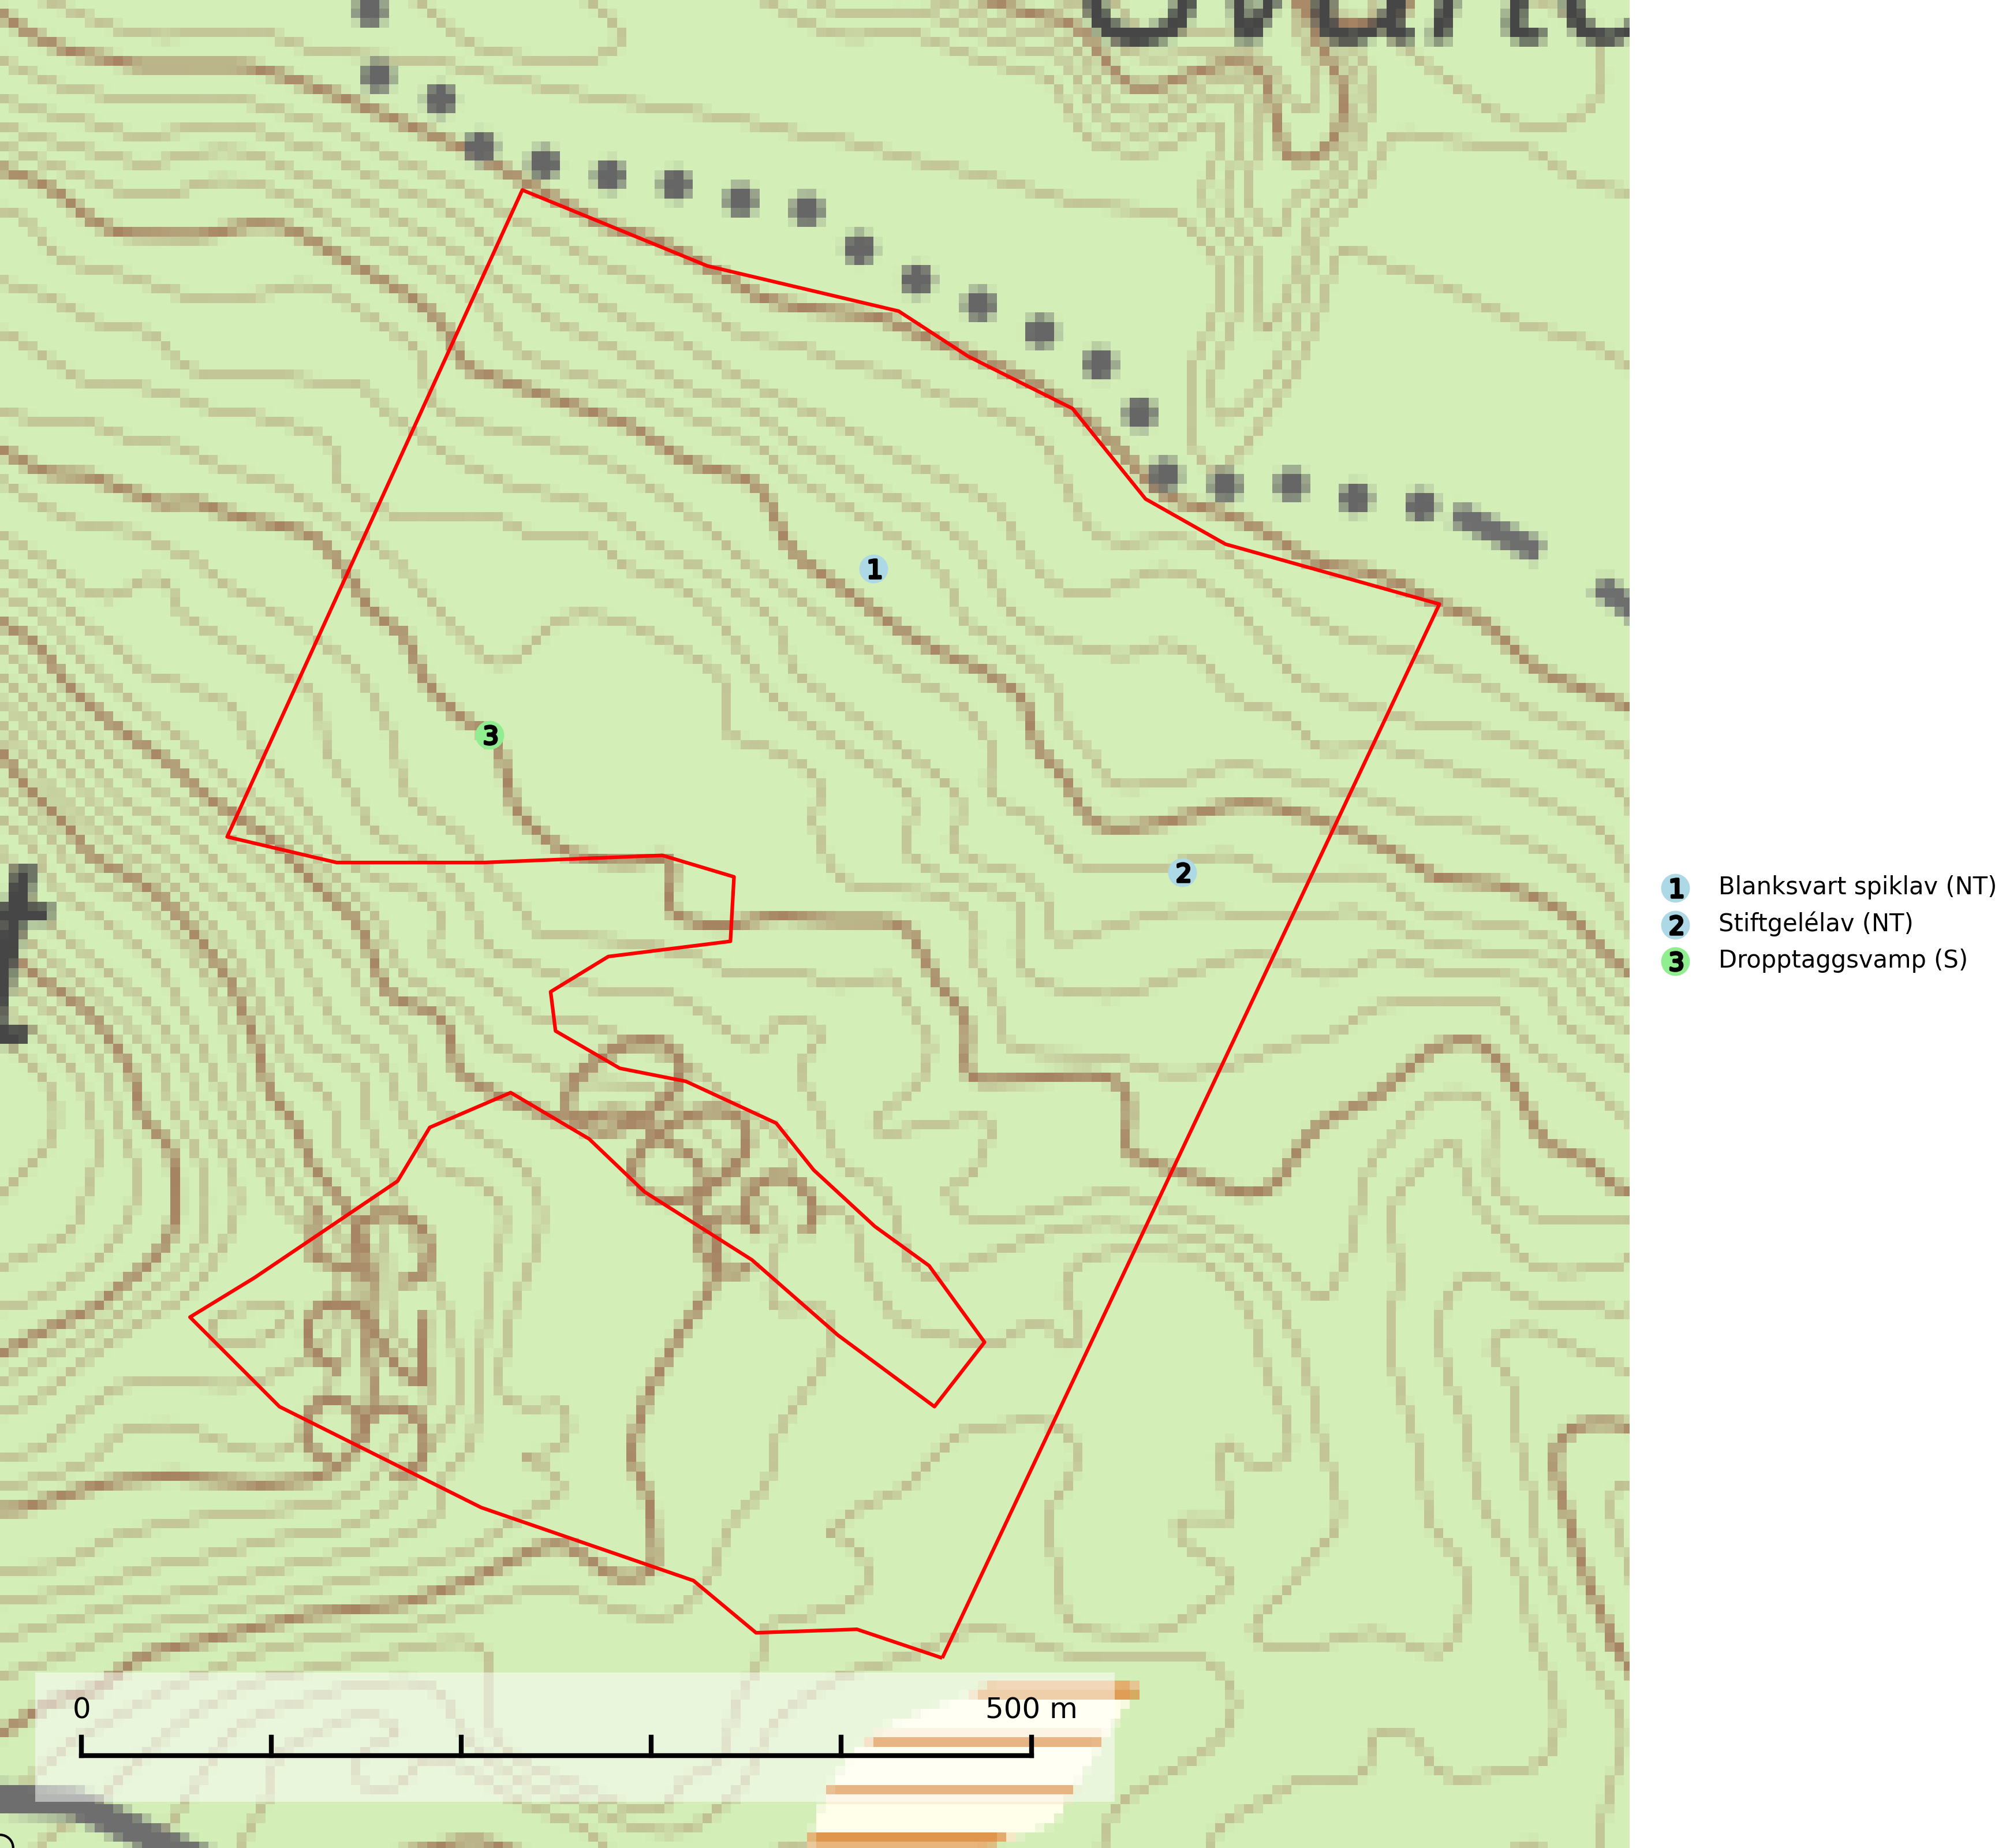 1
2
3
1 Blanksvart spiklav (NT)
2 Stiftgelélav (NT)
3 Dropptaggsvamp (S)
0 500 m